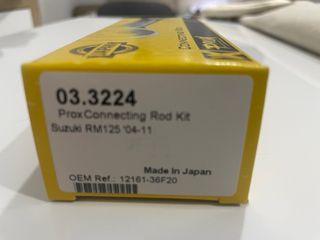 03.3224
ProxConnecting Rod Kit
Suzuki RM125 '04-11
Made In Japan
OEM Ref.: 12161-36F20